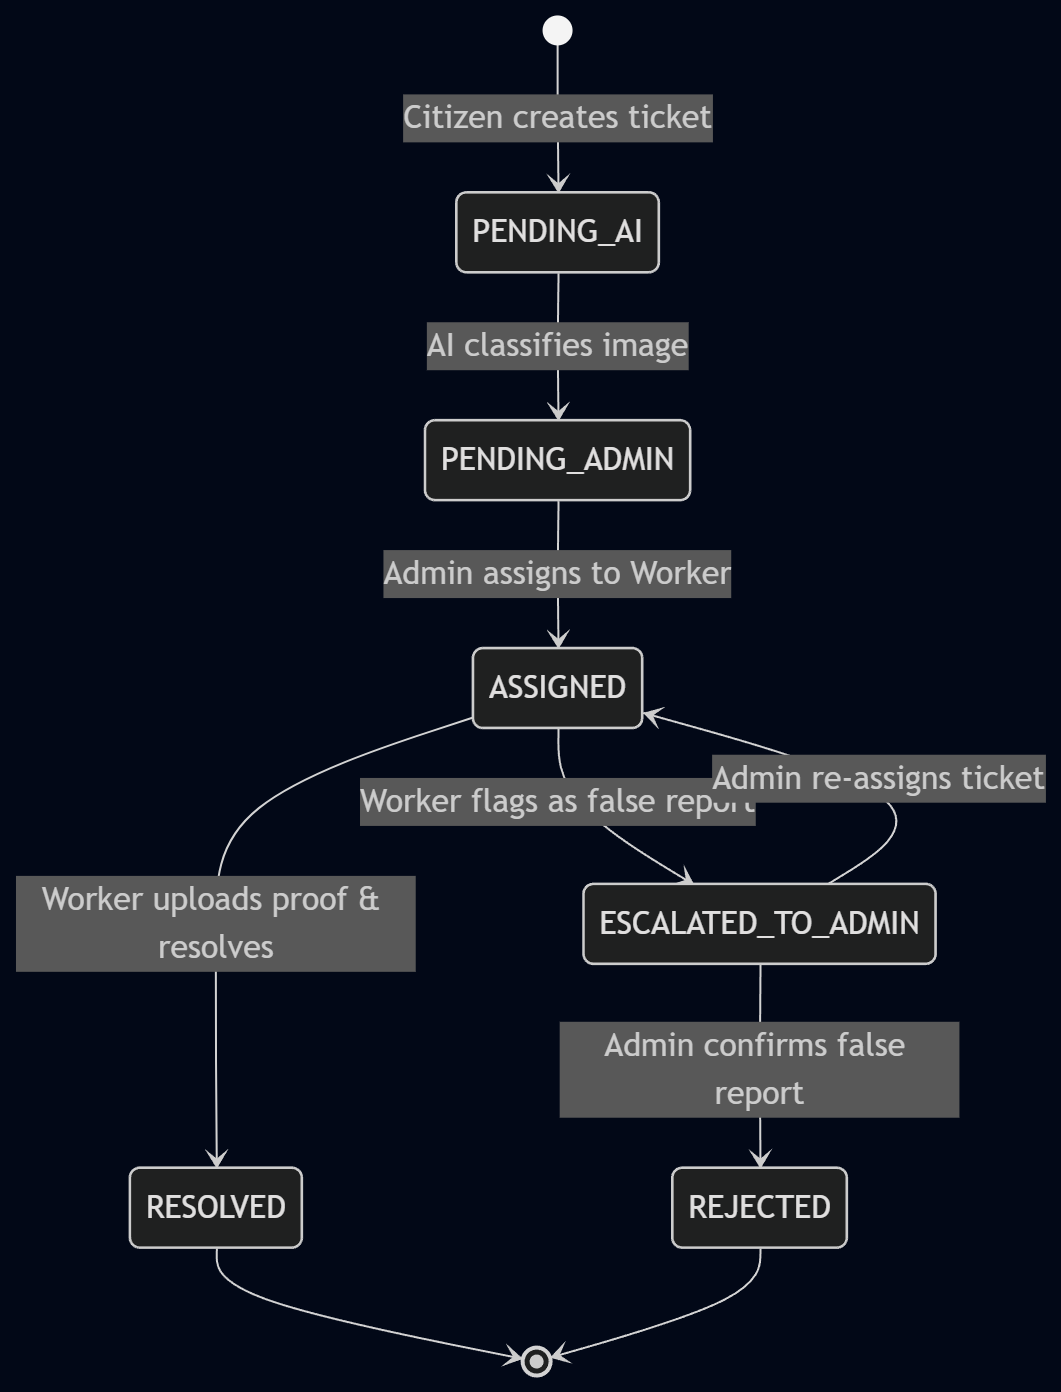 Citizen creates ticket
PENDING_AI
AI classifies image
PENDING_ADMIN
Admin assigns to Worker
ASSIGNED
Admin re-assigns ticket
Worker flags as false report
Worker uploads proof &
resolves
ESCALATED_TO_ADMIN
Admin confirms false
report
RESOLVED
REJECTED